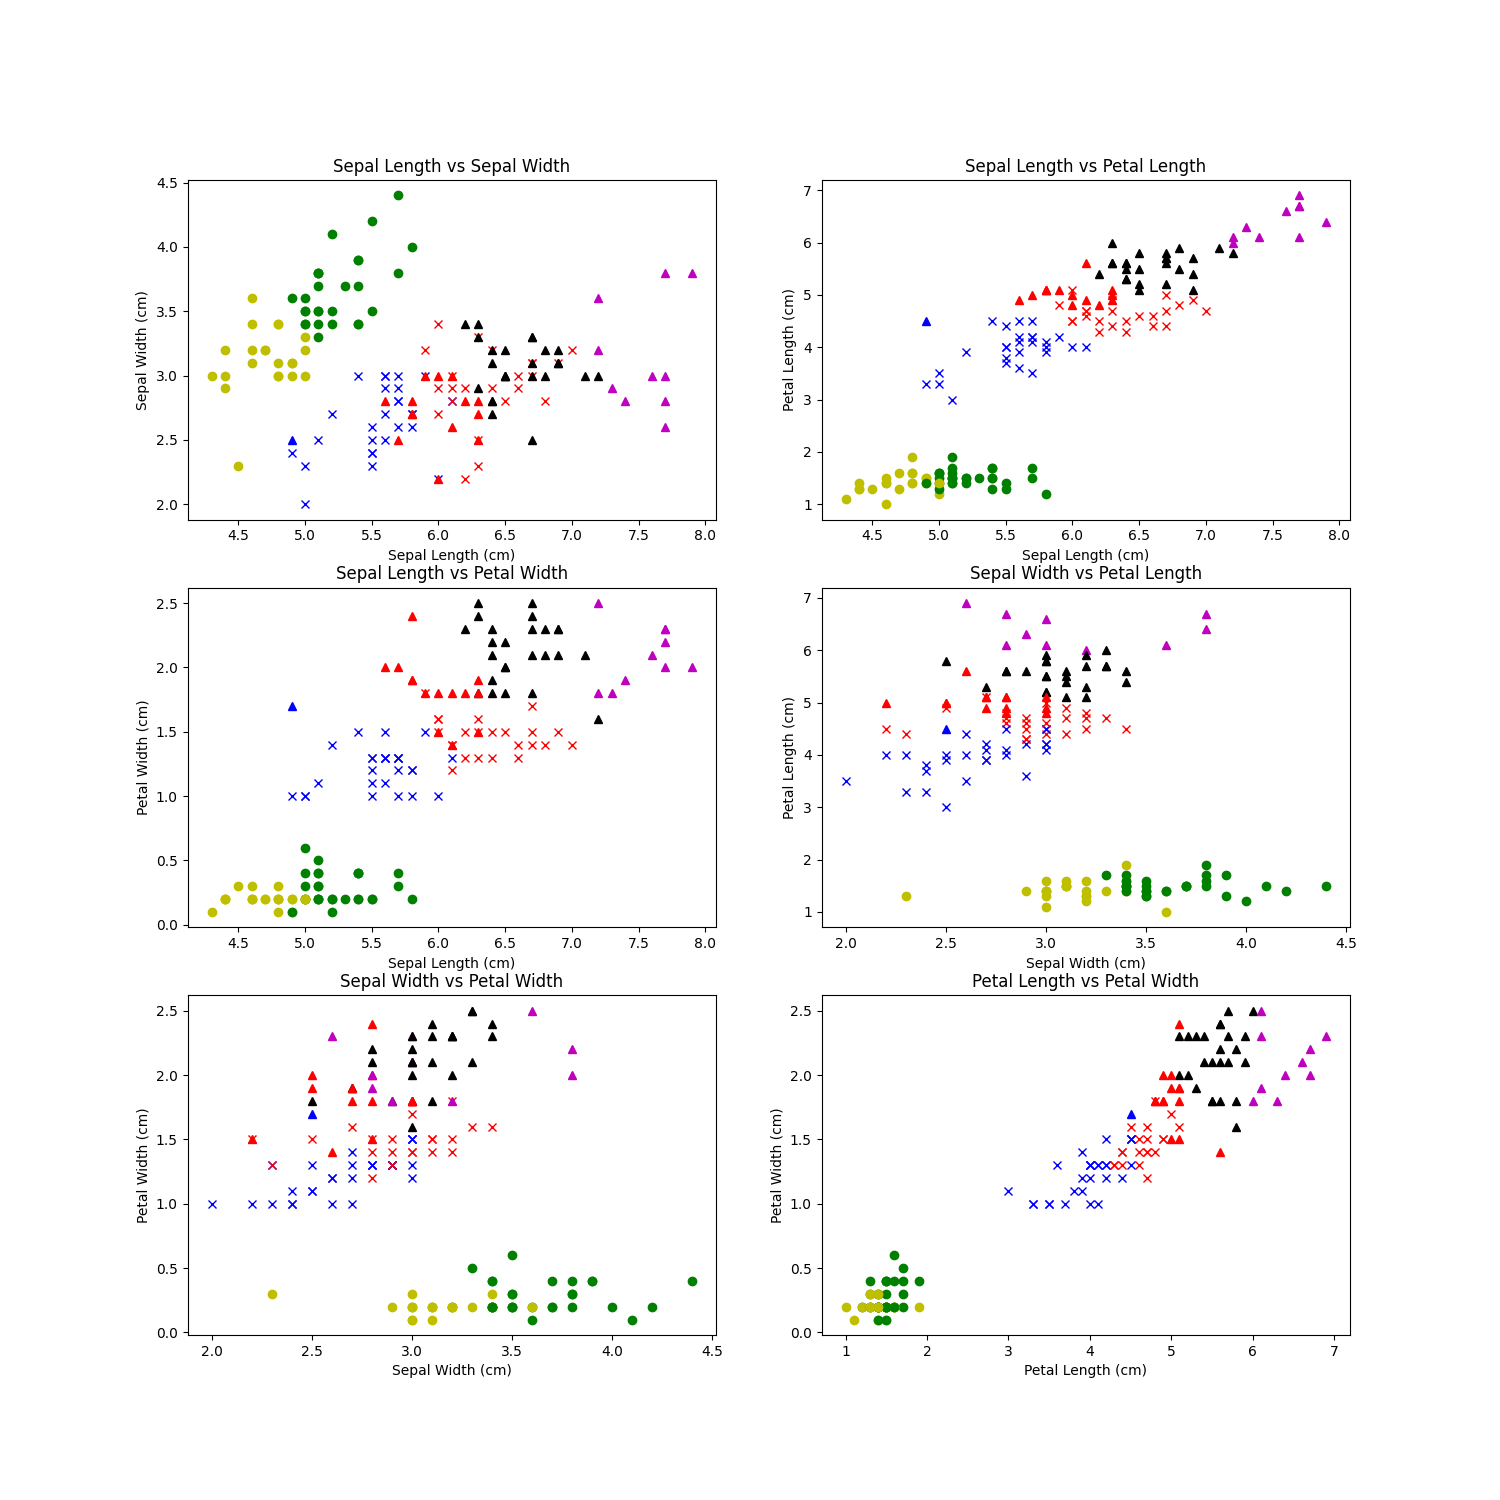 Sepal Length vs Sepal Width
4.5
4.0
3.5
3.0
2.5
2.0
Sepal Width (cm)
4.5 5.0 5.5 6.0 6.5 7.0 7.5 8.0
Sepal Length (cm)
Sepal Length vs Petal Length
7
6
5
4
3
2
1
Petal Length (cm)
4.5 5.0 5.5 6.0 6.5 7.0 7.5 8.0
Sepal Length (cm)
Sepal Length vs Petal Width
2.5
2.0
1.5
1.0
0.5
0.0
Petal Width (cm)
4.5 5.0 5.5 6.0 6.5 7.0 7.5 8.0
Sepal Length (cm)
Sepal Width vs Petal Length
7
6
5
4
3
2
1
Petal Length (cm)
2.0 2.5 3.0 3.5 4.0 4.5
Sepal Width (cm)
Sepal Width vs Petal Width
2.5
2.0
1.5
1.0
0.5
0.0
Petal Width (cm)
2.0 2.5 3.0 3.5 4.0 4.5
Sepal Width (cm)
Petal Length vs Petal Width
2.5
2.0
1.5
1.0
0.5
0.0
Petal Width (cm)
1 2 3 4 5 6 7
Petal Length (cm)